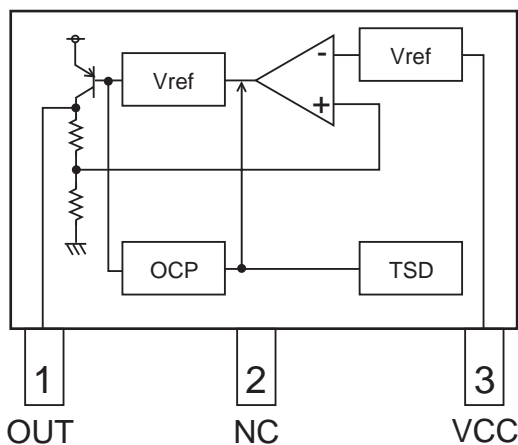 Vref
-
+
Vref
OCP
TSD
1
2
3
OUT
NC
VCC